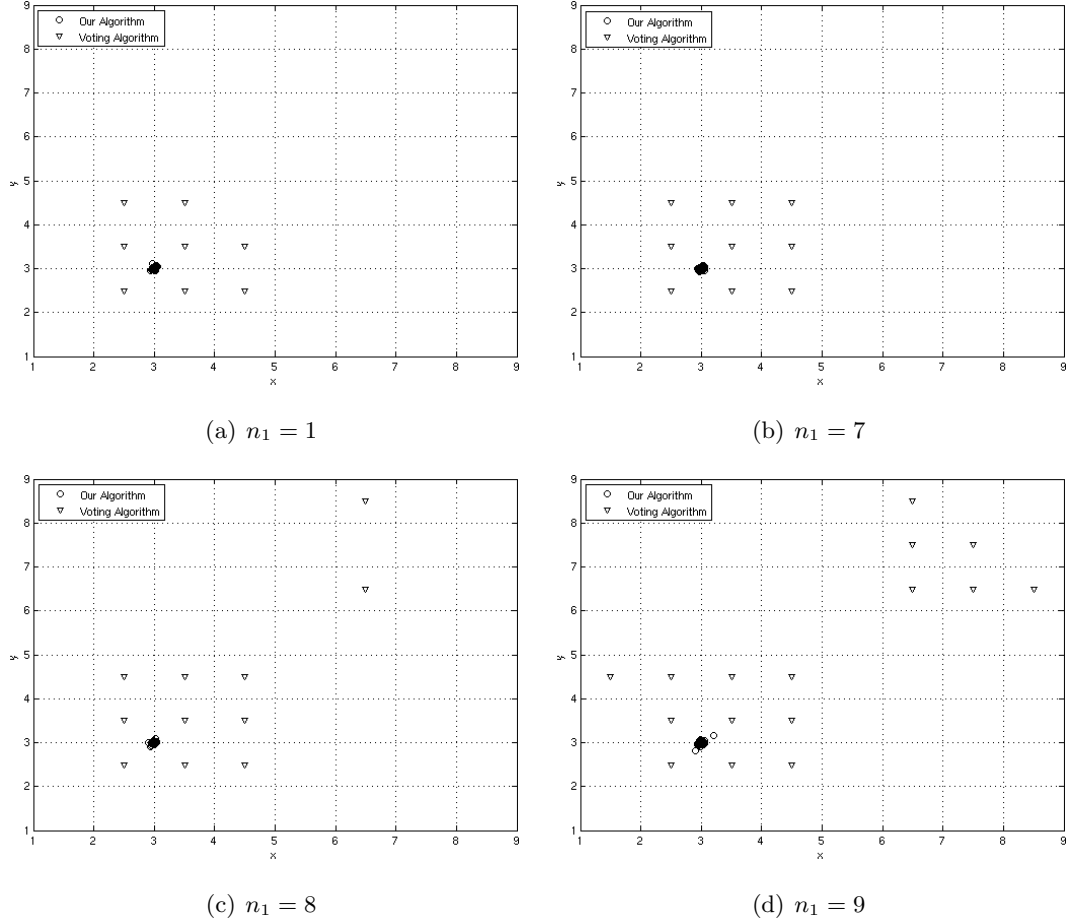 Our Algorithm
Voting Algorithm
9
8
7
6
5
4
3
2
1
y
1 2 3 4 5 6 7 8 9
x
(a) n₁ = 1
Our Algorithm
Voting Algorithm
9
8
7
6
5
4
3
2
1
y
1 2 3 4 5 6 7 8 9
x
(b) n₁ = 7
Our Algorithm
Voting Algorithm
9
8
7
6
5
4
3
2
1
y
1 2 3 4 5 6 7 8 9
x
(c) n₁ = 8
Our Algorithm
Voting Algorithm
9
8
7
6
5
4
3
2
1
y
1 2 3 4 5 6 7 8 9
x
(d) n₁ = 9